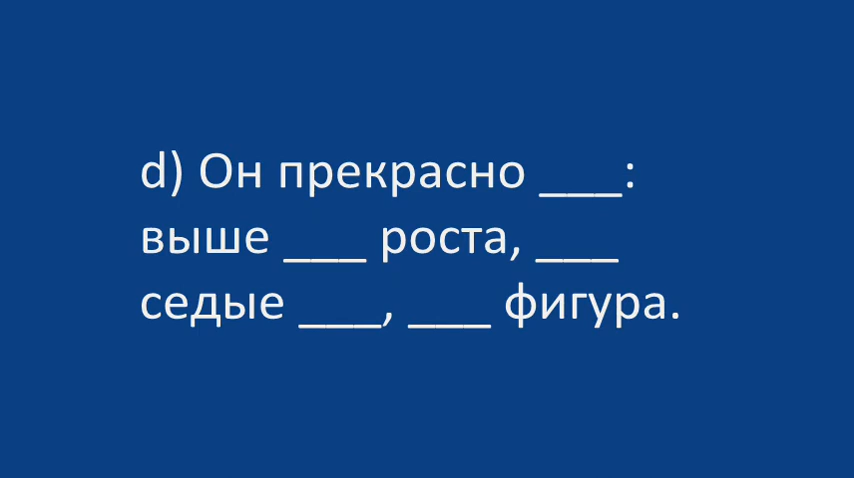 d) Он прекрасно ___:
выше ___ роста, ___
седые ___, ___ фигура.